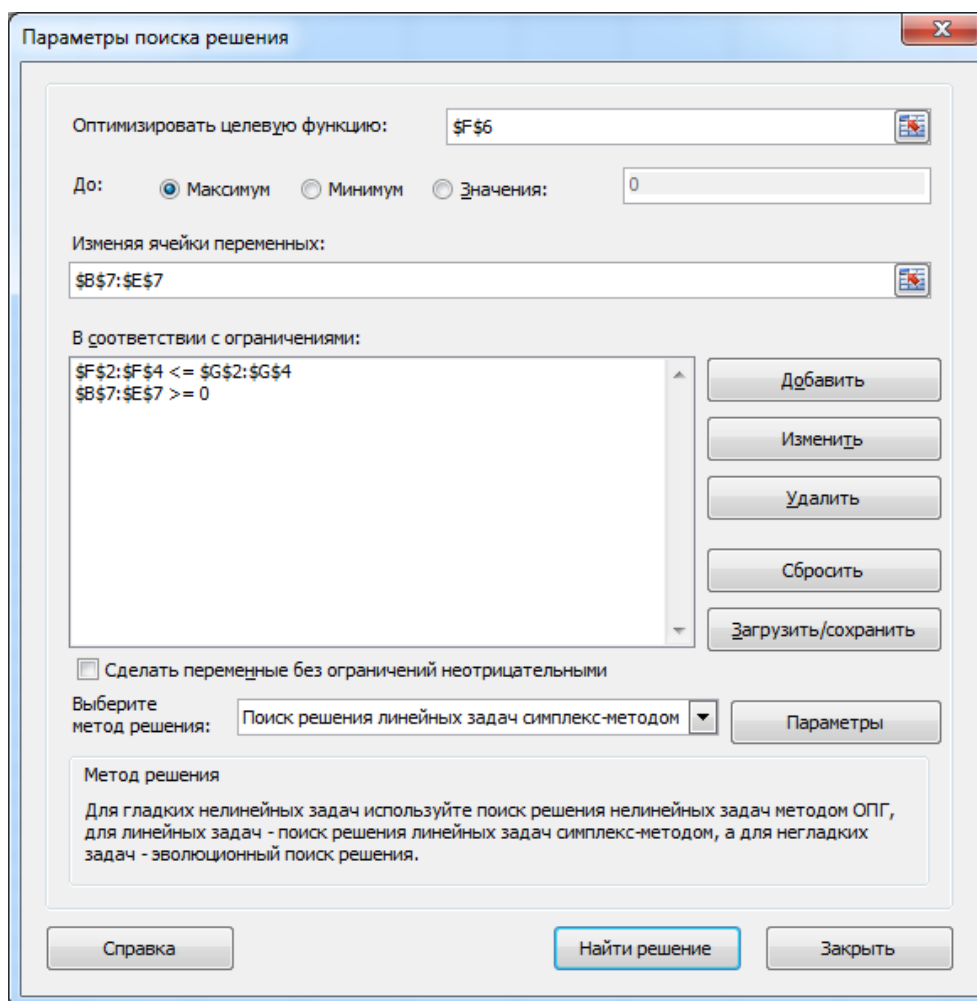 Параметры поиска решения
X
Оптимизировать целевую функцию:
$F$6
До:
Максимум
Минимум
Значения:
0
Изменяя ячейки переменных:
$B$7:$E$7
В соответствии с ограничениями:
$F$2:$F$4 <= $G$2:$G$4
$B$7:$E$7 >= 0
Добавить
Изменить
Удалить
Сбросить
Загрузить/сохранить
Сделать переменные без ограничений неотрицательными
Выберите
метод решения:
Поиск решения линейных задач симплекс-методом
Параметры
Метод решения
Для гладких нелинейных задач используйте поиск решения нелинейных задач методом ОПГ,
для линейных задач - поиск решения линейных задач симплекс-методом, а для негладких
задач - эволюционный поиск решения.
Справка
Найти решение
Закрыть